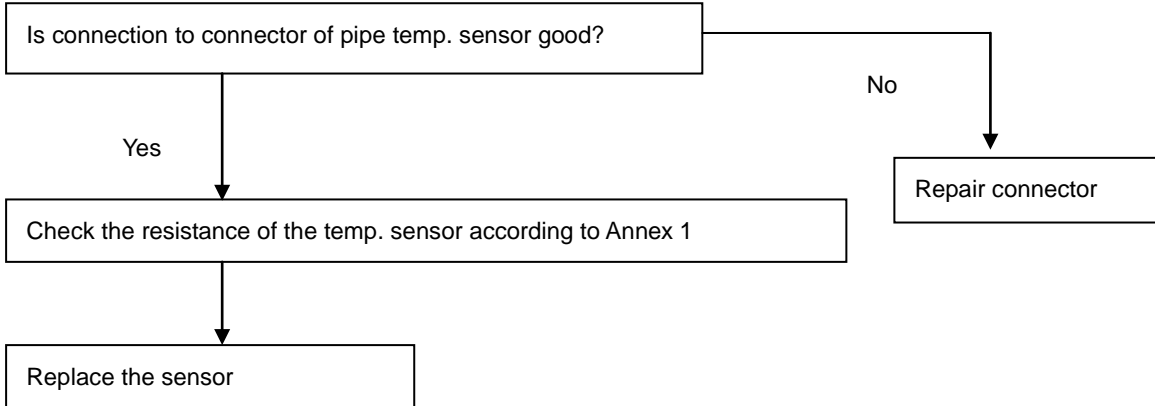 Is connection to connector of pipe temp. sensor good?
No
Yes
Repair connector
Check the resistance of the temp. sensor according to Annex 1
Replace the sensor